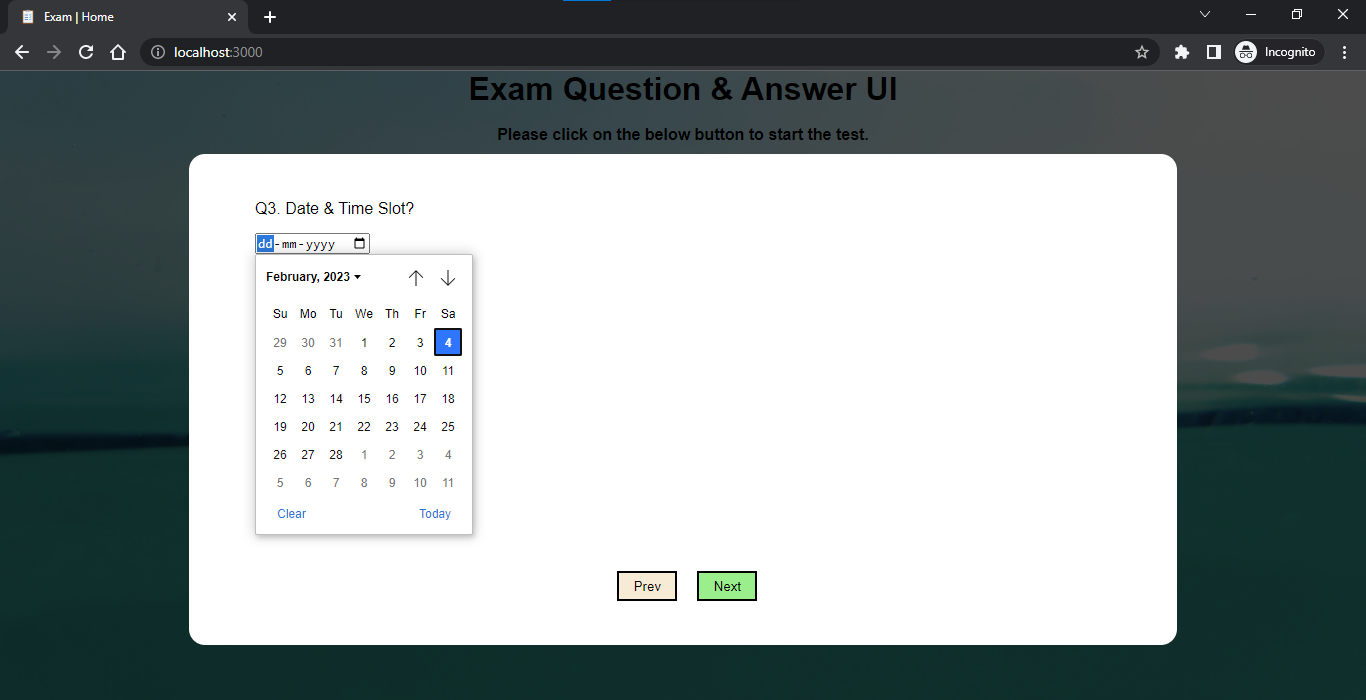 Exam | Home
localhost:3000
Incognito
Exam Question & Answer UI
Please click on the below button to start the test.
Q3. Date & Time Slot?
dd-mm-yyyy
February, 2023
Su Mo Tu We Th Fr Sa
29 30 31 1 2 3 4
5 6 7 8 9 10 11
12 13 14 15 16 17 18
19 20 21 22 23 24 25
26 27 28 1 2 3 4
5 6 7 8 9 10 11
Clear Today
Prev Next